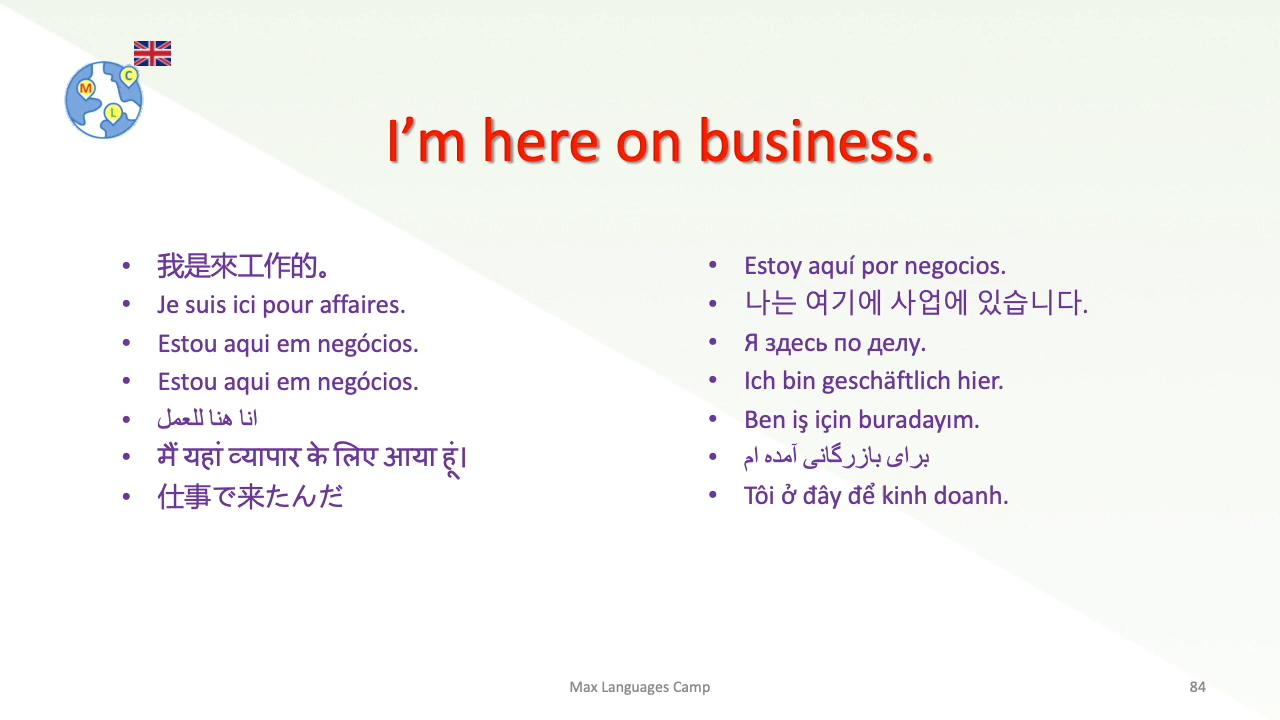 M
C
L
I’m here on business.
• 我是來工作的。
• Je suis ici pour affaires.
• Estou aqui em negócios.
• Estou aqui em negócios.
• انا هنا للعمل
• मैं यहां व्यापार के लिए आया हूं।
• 仕事で来たんだ
• Estoy aquí por negocios.
• 나는 여기에 사업에 있습니다.
• Я здесь по делу.
• Ich bin geschäftlich hier.
• Ben iş için buradayım.
• برای بازرگانی آمده ام
• Tôi ở đây để kinh doanh.
Max Languages Camp
84